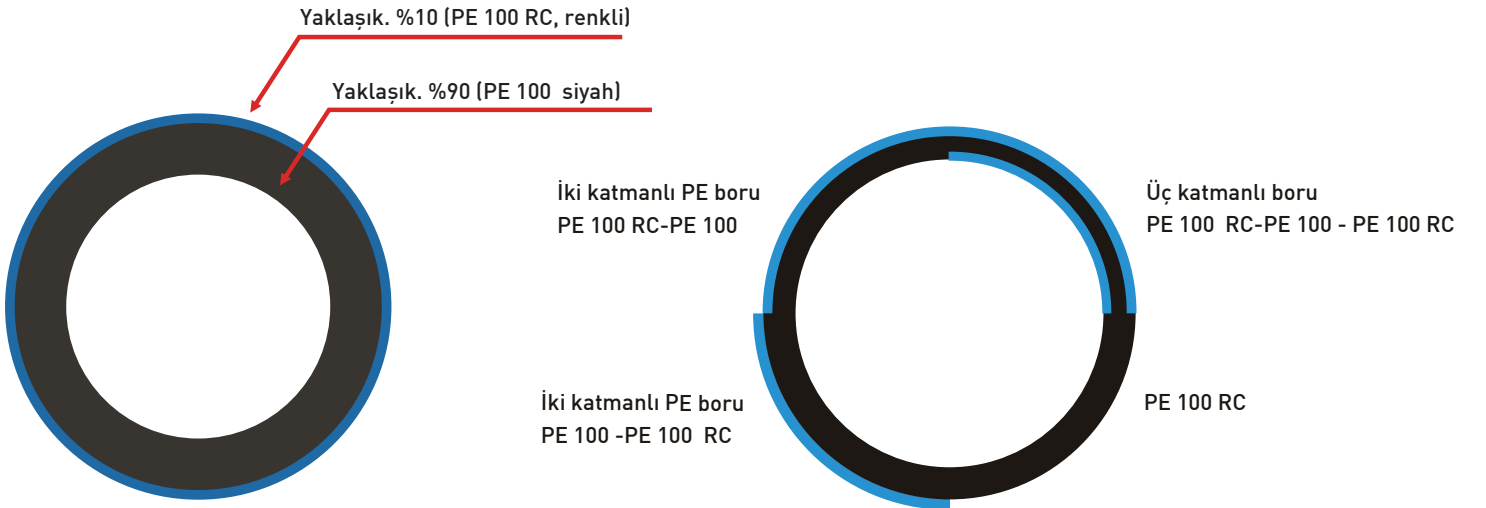 Yaklaşık. %10 (PE 100 RC, renkli)
Yaklaşık. %90 (PE 100 siyah)
İki katmanlı PE boru
PE 100 RC-PE 100
Üç katmanlı boru
PE 100 RC-PE 100 - PE 100 RC
İki katmanlı PE boru
PE 100 -PE 100 RC
PE 100 RC